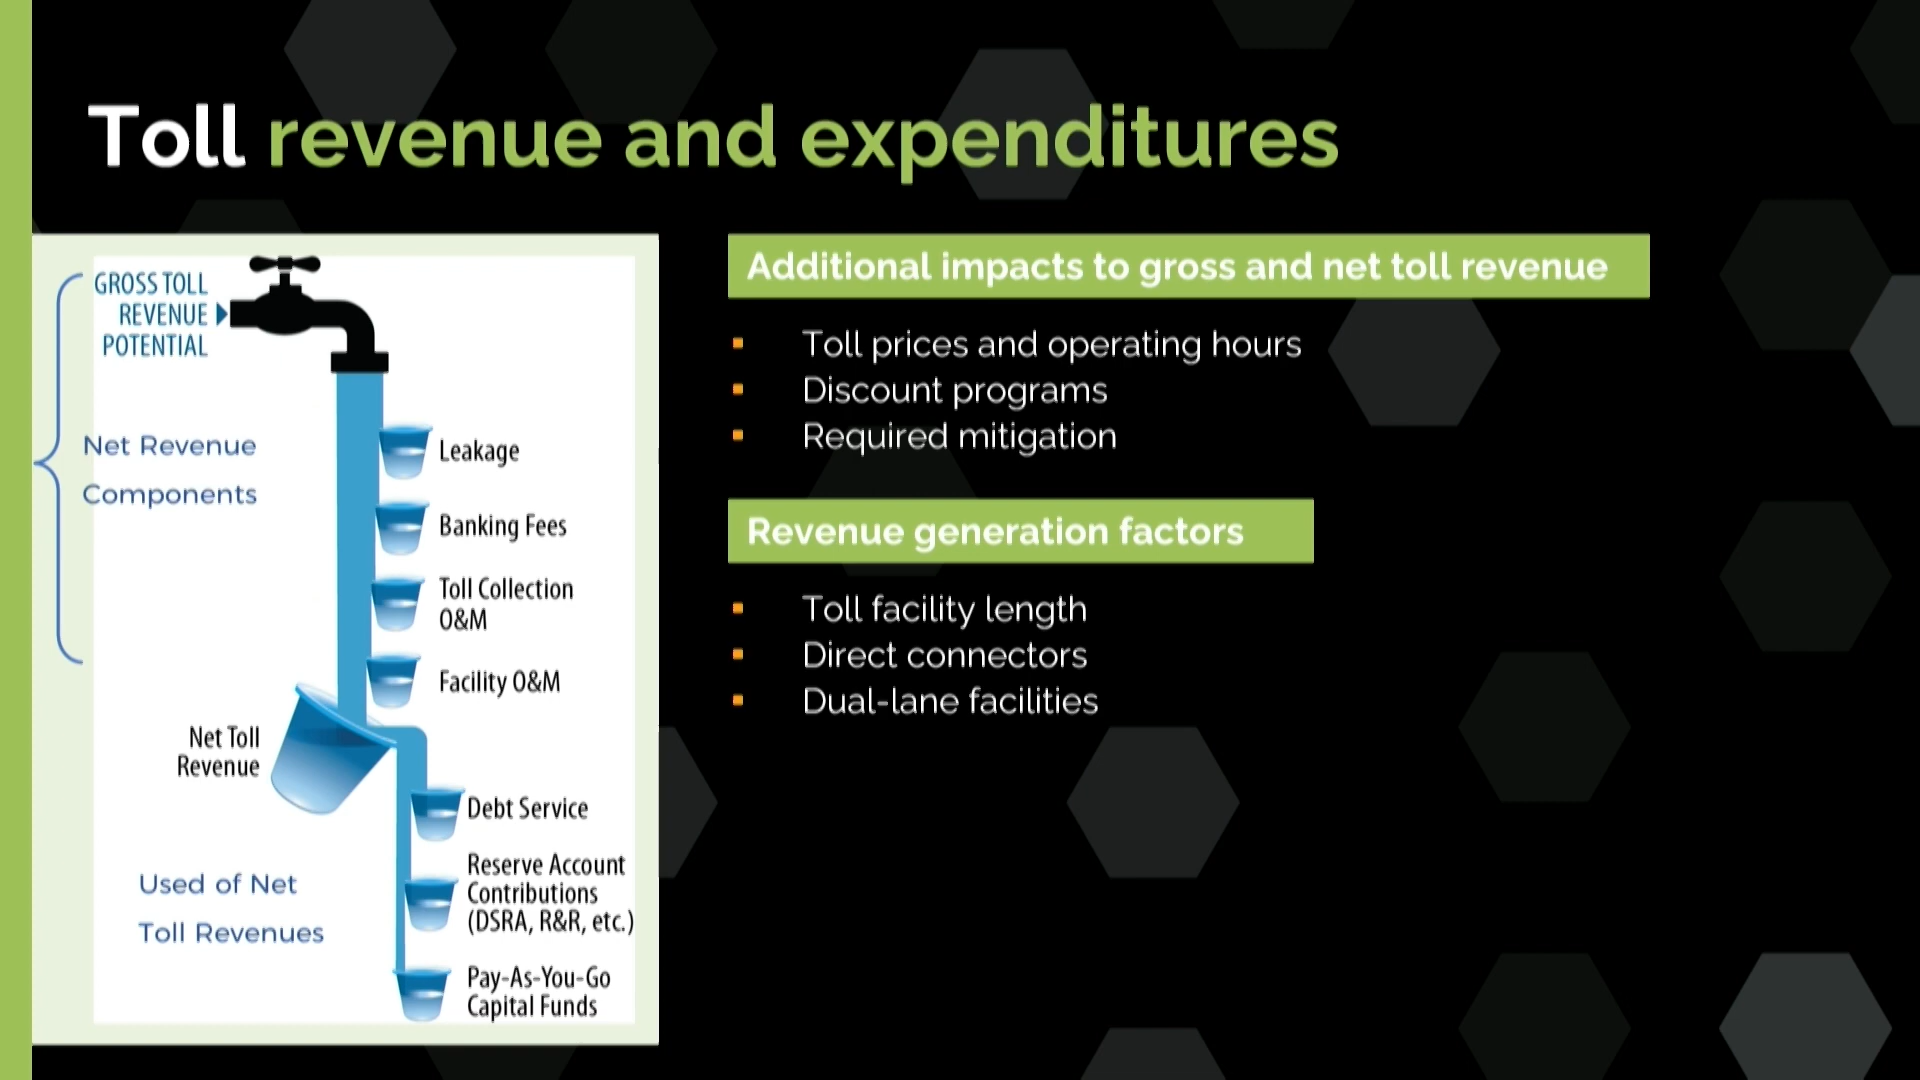 Toll revenue and expenditures
GROSS TOLL
REVENUE
POTENTIAL
Net Revenue
Components
Leakage
Banking Fees
Toll Collection
O&M
Facility O&M
Net Toll
Revenue
Debt Service
Reserve Account
Contributions
(DSRA, R&R, etc.)
Used of Net
Toll Revenues
Pay-As-You-Go
Capital Funds
Additional impacts to gross and net toll revenue
▪ Toll prices and operating hours
▪ Discount programs
▪ Required mitigation
Revenue generation factors
▪ Toll facility length
▪ Direct connectors
▪ Dual-lane facilities